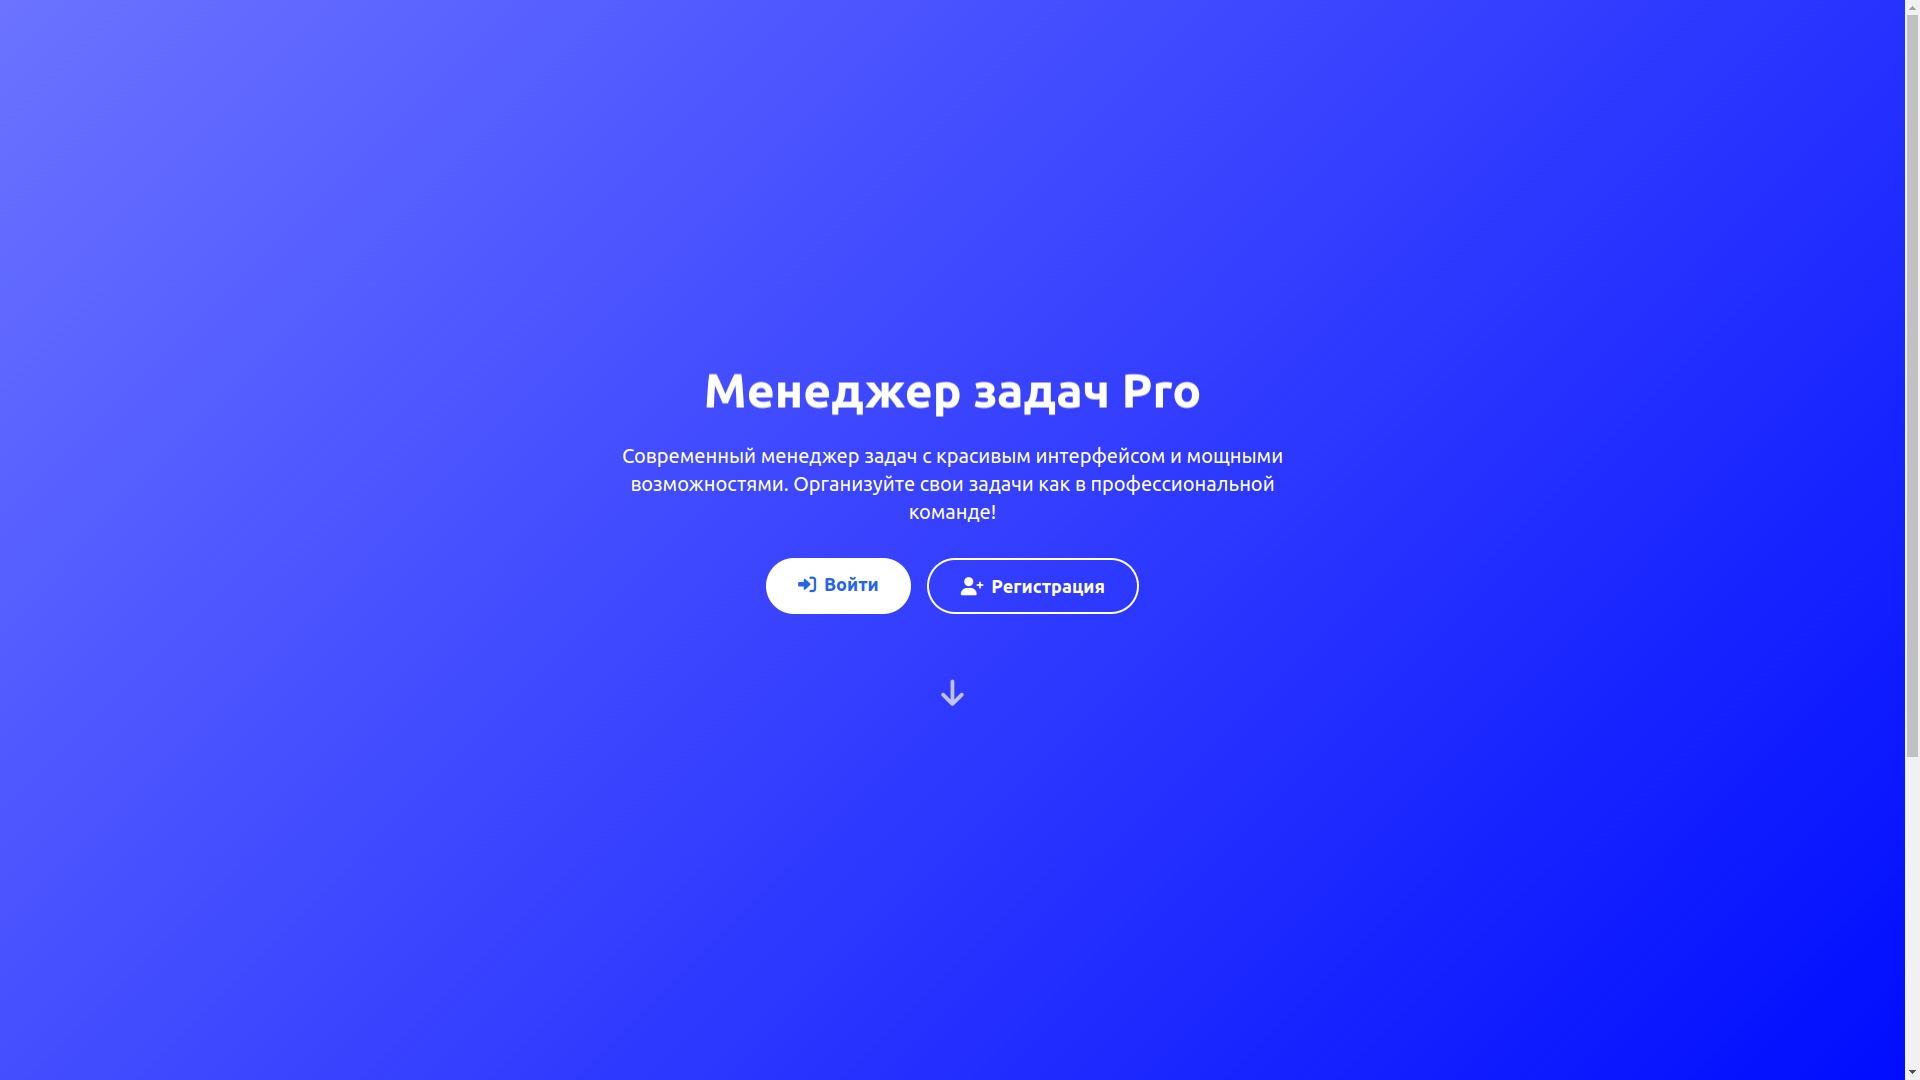 Менеджер задач Pro
Современный менеджер задач с красивым интерфейсом и мощными
возможностями. Организуйте свои задачи как в профессиональной
команде!
Войти
Регистрация